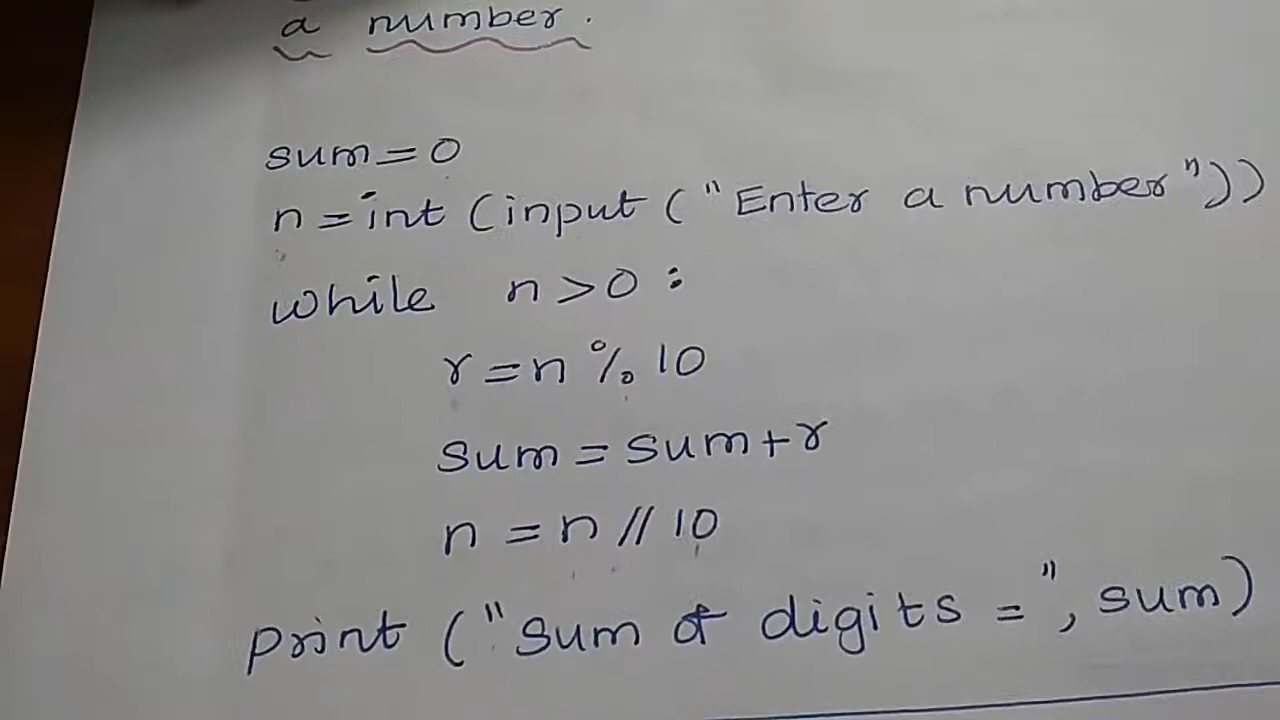 a number.
sum=0
n=int (input ("Enter a number"))
while n>0:
r=n % 10
sum=sum+r
n=n//10
print ("Sum of digits =", sum)